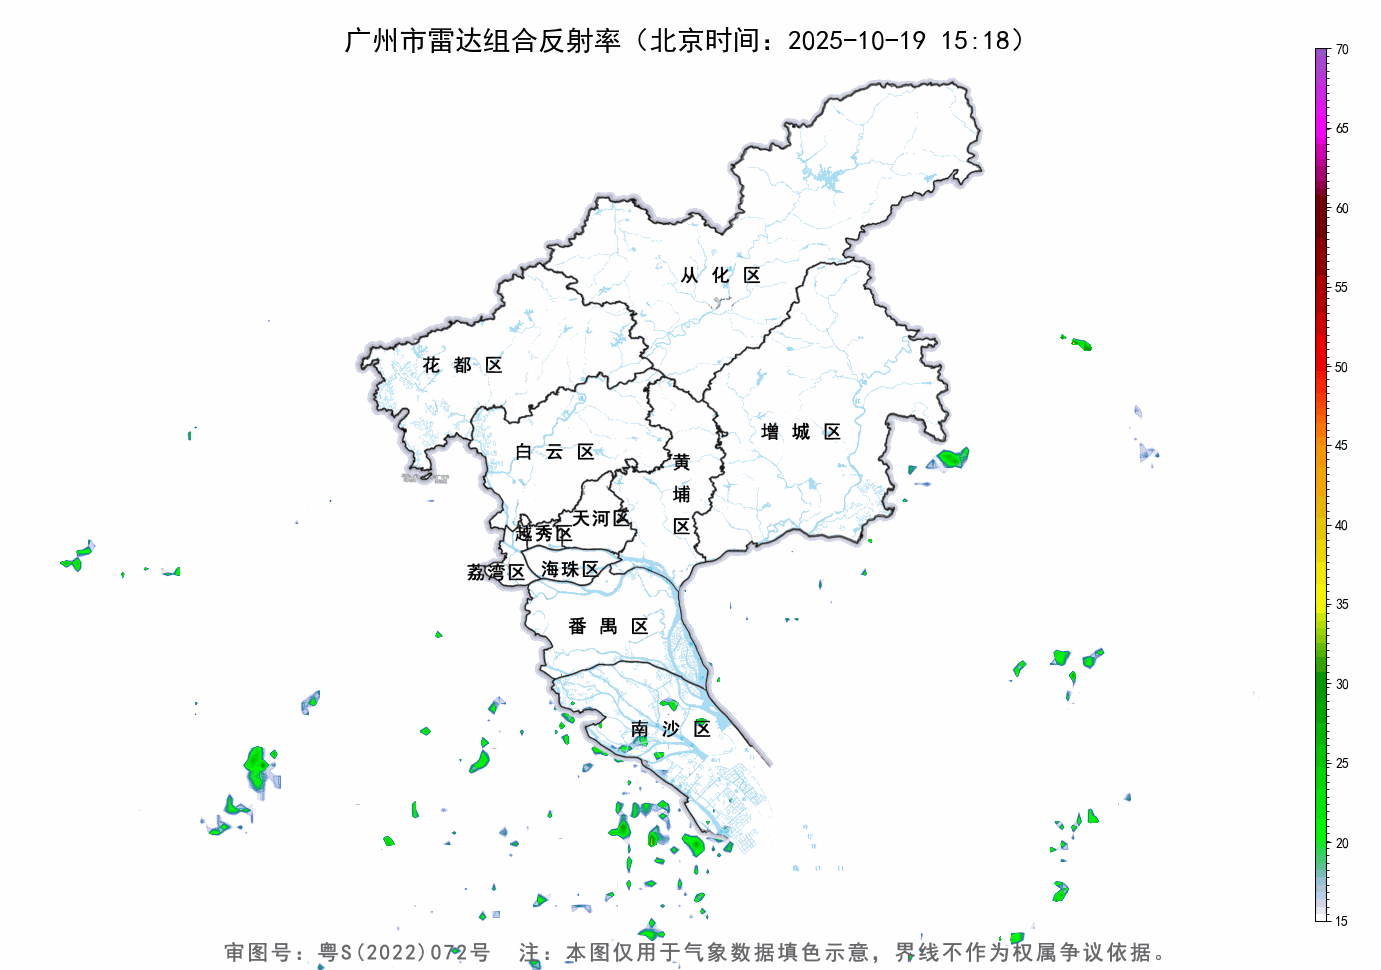 广州市雷达组合反射率（北京时间：2025-10-19 15:18）
70
65
60
55
50
45
40
35
30
25
20
15
从化区
花都区
增城区
白云区
黄埔区
天河区
越秀区
荔湾区
海珠区
番禺区
南沙区
审图号：粤S(2022)072号 注：本图仅用于气象数据填色示意，界线不作为权属争议依据。